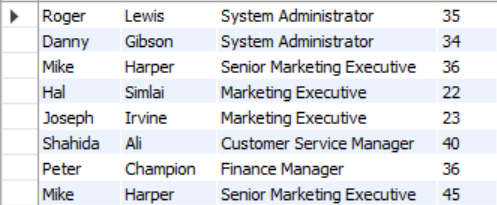 Roger Lewis System Administrator 35
Danny Gibson System Administrator 34
Mike Harper Senior Marketing Executive 36
Hal Simlai Marketing Executive 22
Joseph Irvine Marketing Executive 23
Shahida Ali Customer Service Manager 40
Peter Champion Finance Manager 36
Mike Harper Senior Marketing Executive 45